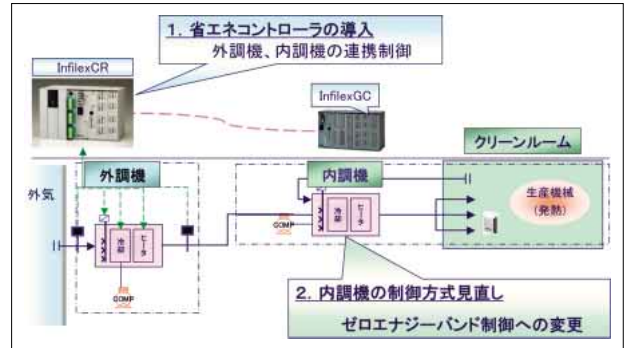 1. 省エネコントローラの導入
外調機、内調機の連携制御
InfilexCR
InfilexGC
クリーンルーム
外調機
内調機
外気
冷却
ヒータ
COMP
冷却
ヒータ
COMP
生産機械
(発熱)
2. 内調機の制御方式見直し
ゼロエナジーバンド制御への変更